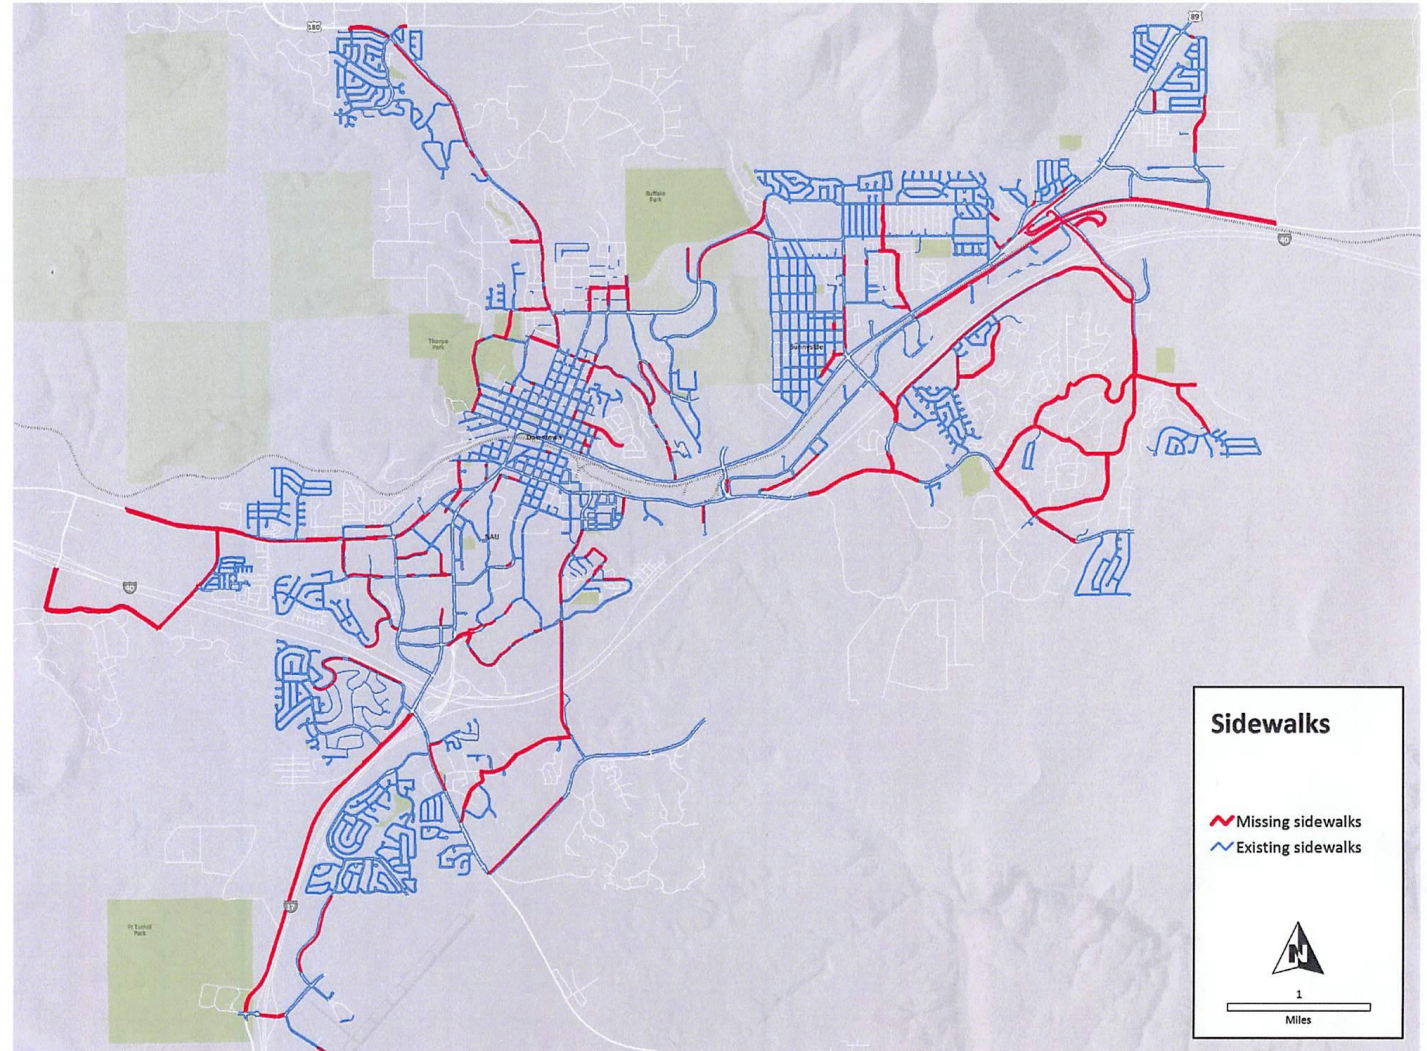 180
89
Buffalo
Park
40
Thorpe
Park
Sunnyside
Downtown
NAU
40
Sidewalks
Missing sidewalks
Existing sidewalks
17
Ft Tuthill
Park
N
1
Miles